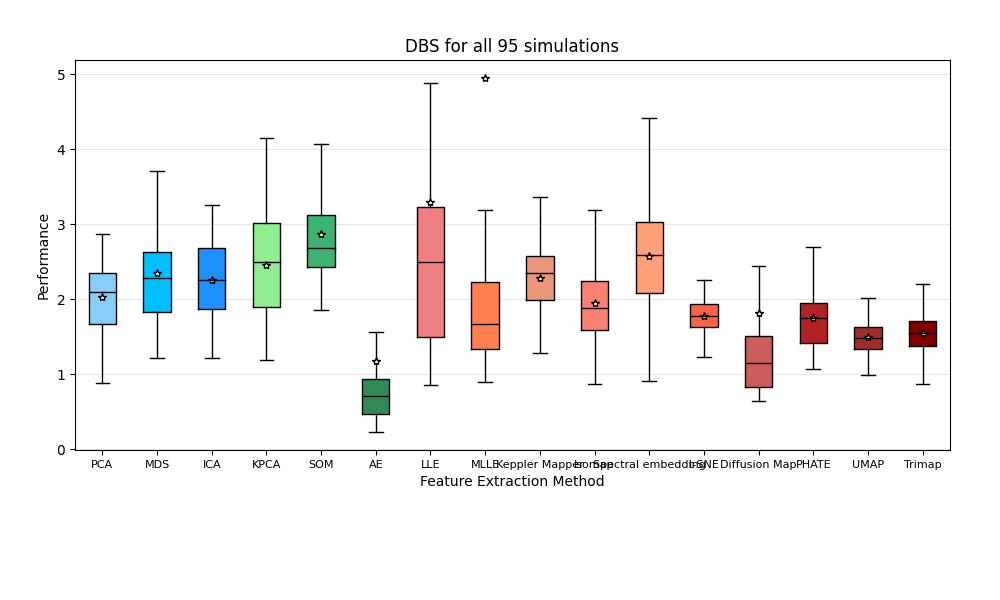 DBS for all 95 simulations
Performance
5
4
3
2
1
0
PCA MDS ICA KPCA SOM AE LLE MLLE Keppler Mapper Isomap Spectral embedding t-SNE Diffusion Map PHATE UMAP Trimap
Feature Extraction Method